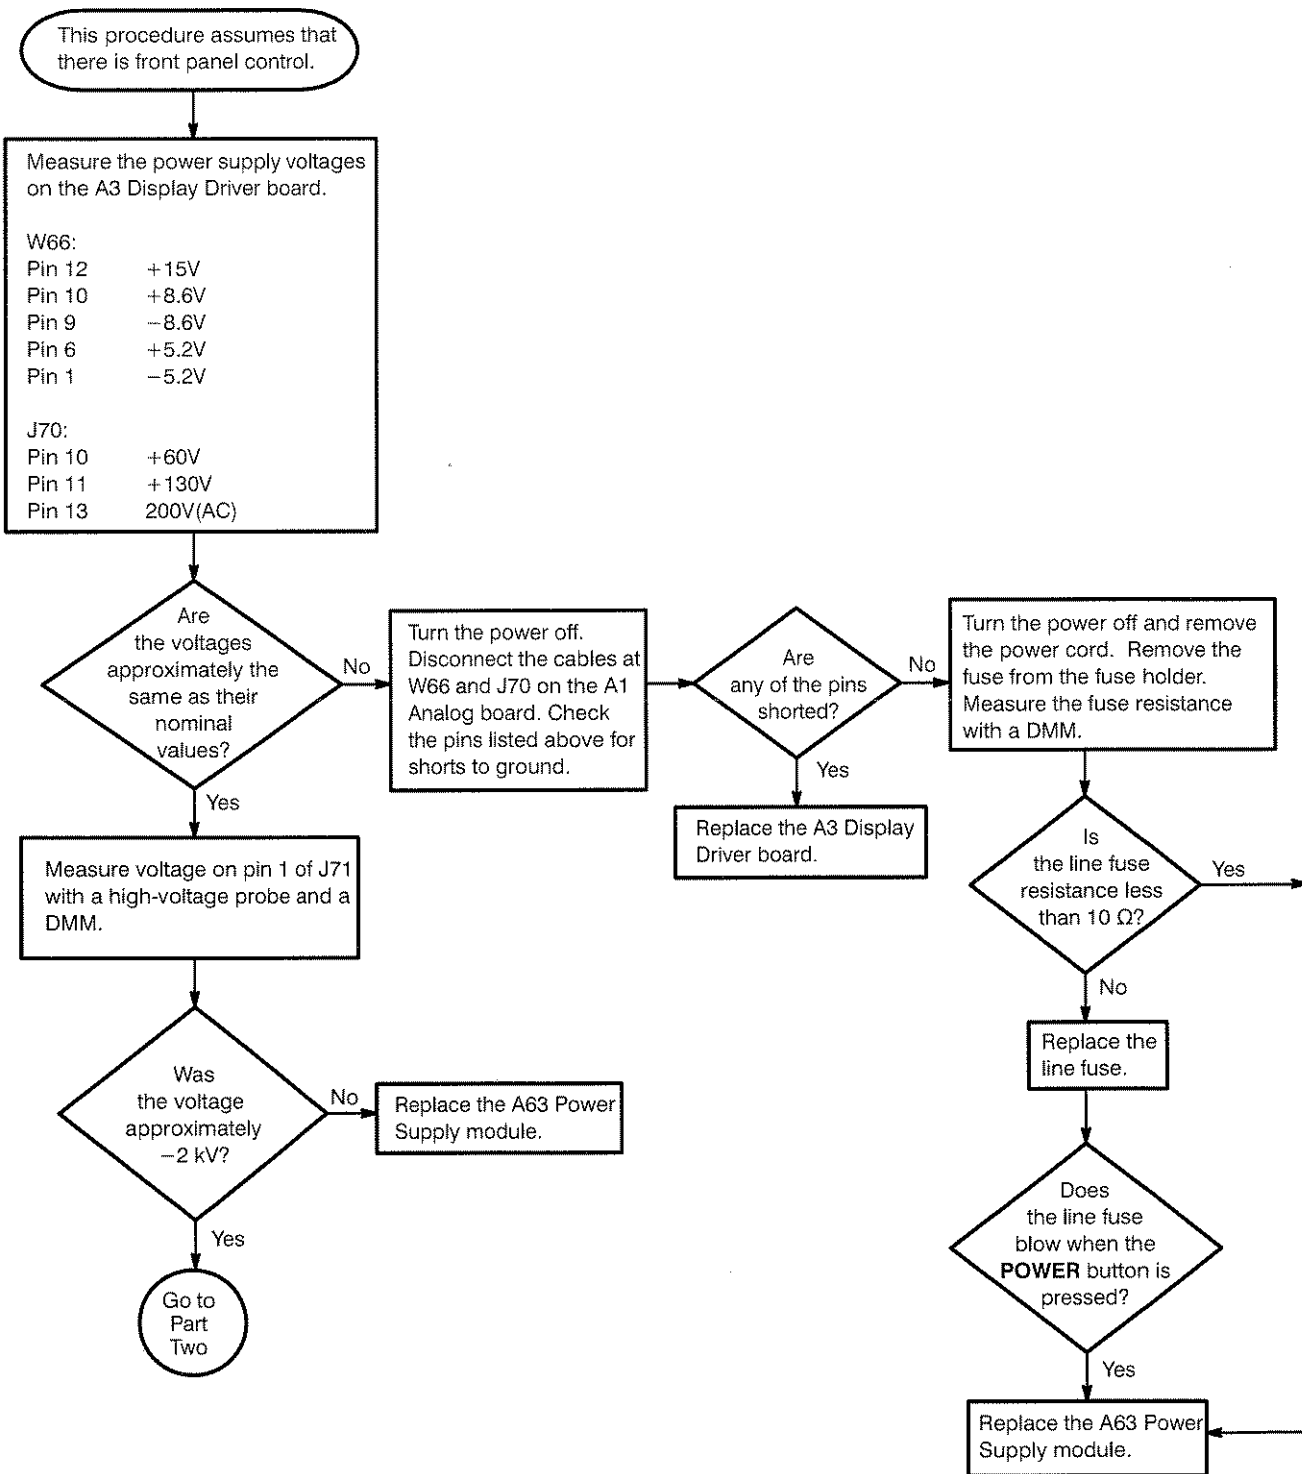 This procedure assumes that
there is front panel control.
Measure the power supply voltages
on the A3 Display Driver board.
W66:
Pin 12 +15V
Pin 10 +8.6V
Pin 9 −8.6V
Pin 6 +5.2V
Pin 1 −5.2V
J70:
Pin 10 +60V
Pin 11 +130V
Pin 13 200V(AC)
Are
the voltages
approximately the
same as their
nominal
values?
No
Turn the power off.
Disconnect the cables at
W66 and J70 on the A1
Analog board. Check
the pins listed above for
shorts to ground.
Are
any of the pins
shorted?
No
Turn the power off and remove
the power cord. Remove the
fuse from the fuse holder.
Measure the fuse resistance
with a DMM.
Yes
Replace the A3 Display
Driver board.
Yes
Measure voltage on pin 1 of J71
with a high-voltage probe and a
DMM.
Is
the line fuse
resistance less
than 10 Ω?
Yes
No
Replace the
line fuse.
Was
the voltage
approximately
−2 kV?
No
Replace the A63 Power
Supply module.
Yes
Go to
Part
Two
Does
the line fuse
blow when the
POWER button is
pressed?
Yes
Replace the A63 Power
Supply module.